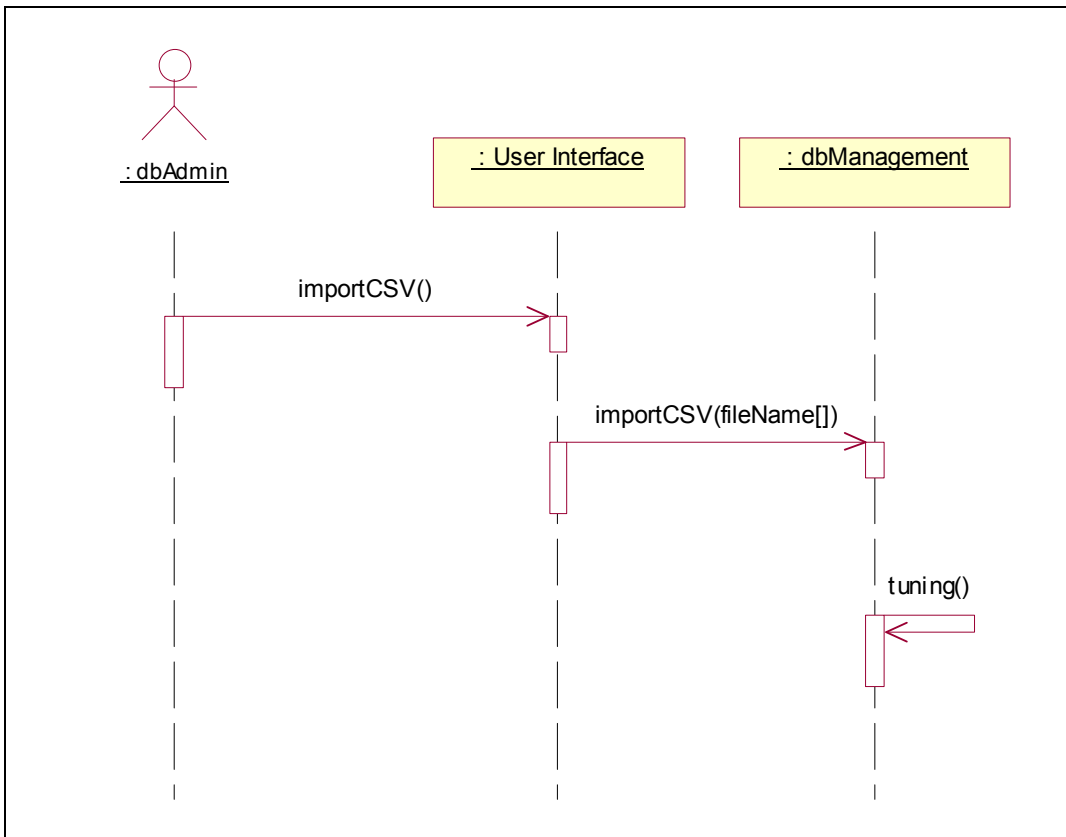 : dbAdmin
: User Interface
: dbManagement
importCSV()
importCSV(fileName[])
tuning()